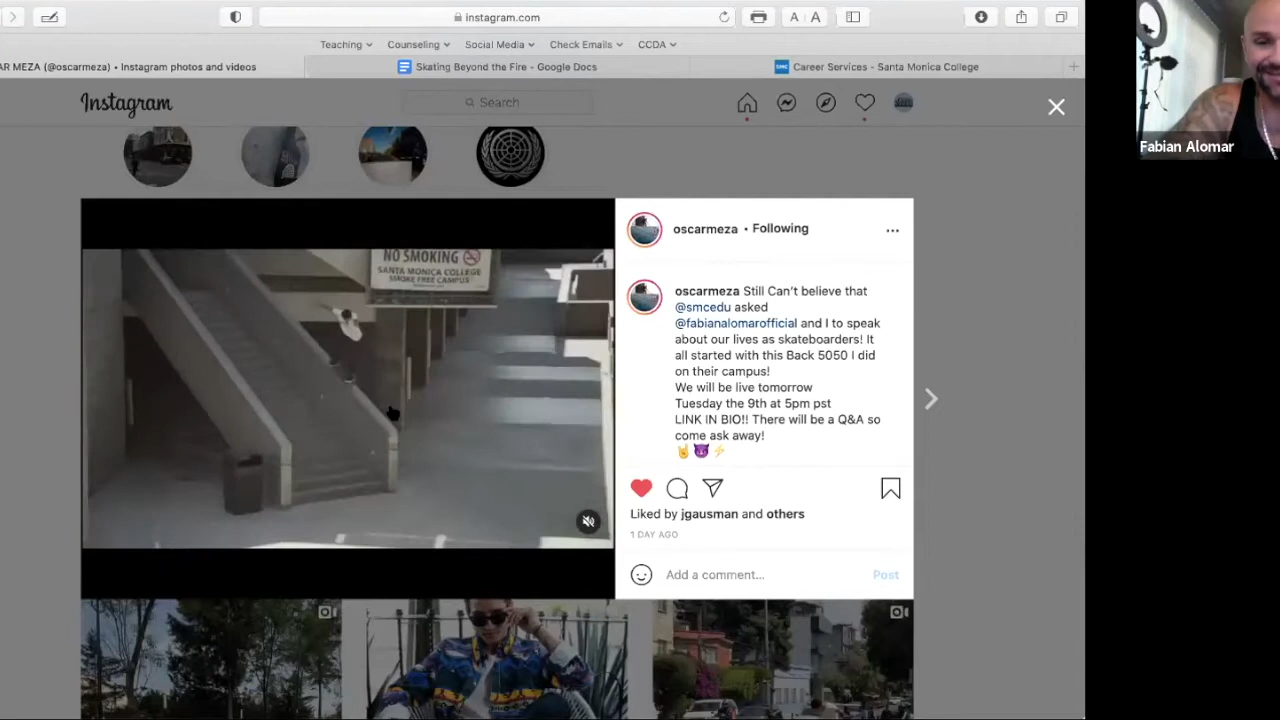 instagram.com
A A
Teaching Counseling Social Media Check Emails CCDA
AR MEZA (@oscarmeza) • Instagram photos and videos
Skating Beyond the Fire - Google Docs
SMC Career Services - Santa Monica College
Instagram
Search
Fabian Alomar
NO SMOKING
SANTA MONICA COLLEGE
SMOKE FREE CAMPUS
oscarmeza • Following
oscarmeza Still Can't believe that
@smcedu asked
@fabianalomarofficial and I to speak
about our lives as skateboarders! It
all started with this Back 5050 I did
on their campus!
We will be live tomorrow
Tuesday the 9th at 5pm pst
LINK IN BIO!! There will be a Q&A so
come ask away!
🤘😈⚡
Liked by jgausman and others
1 DAY AGO
Add a comment...
Post